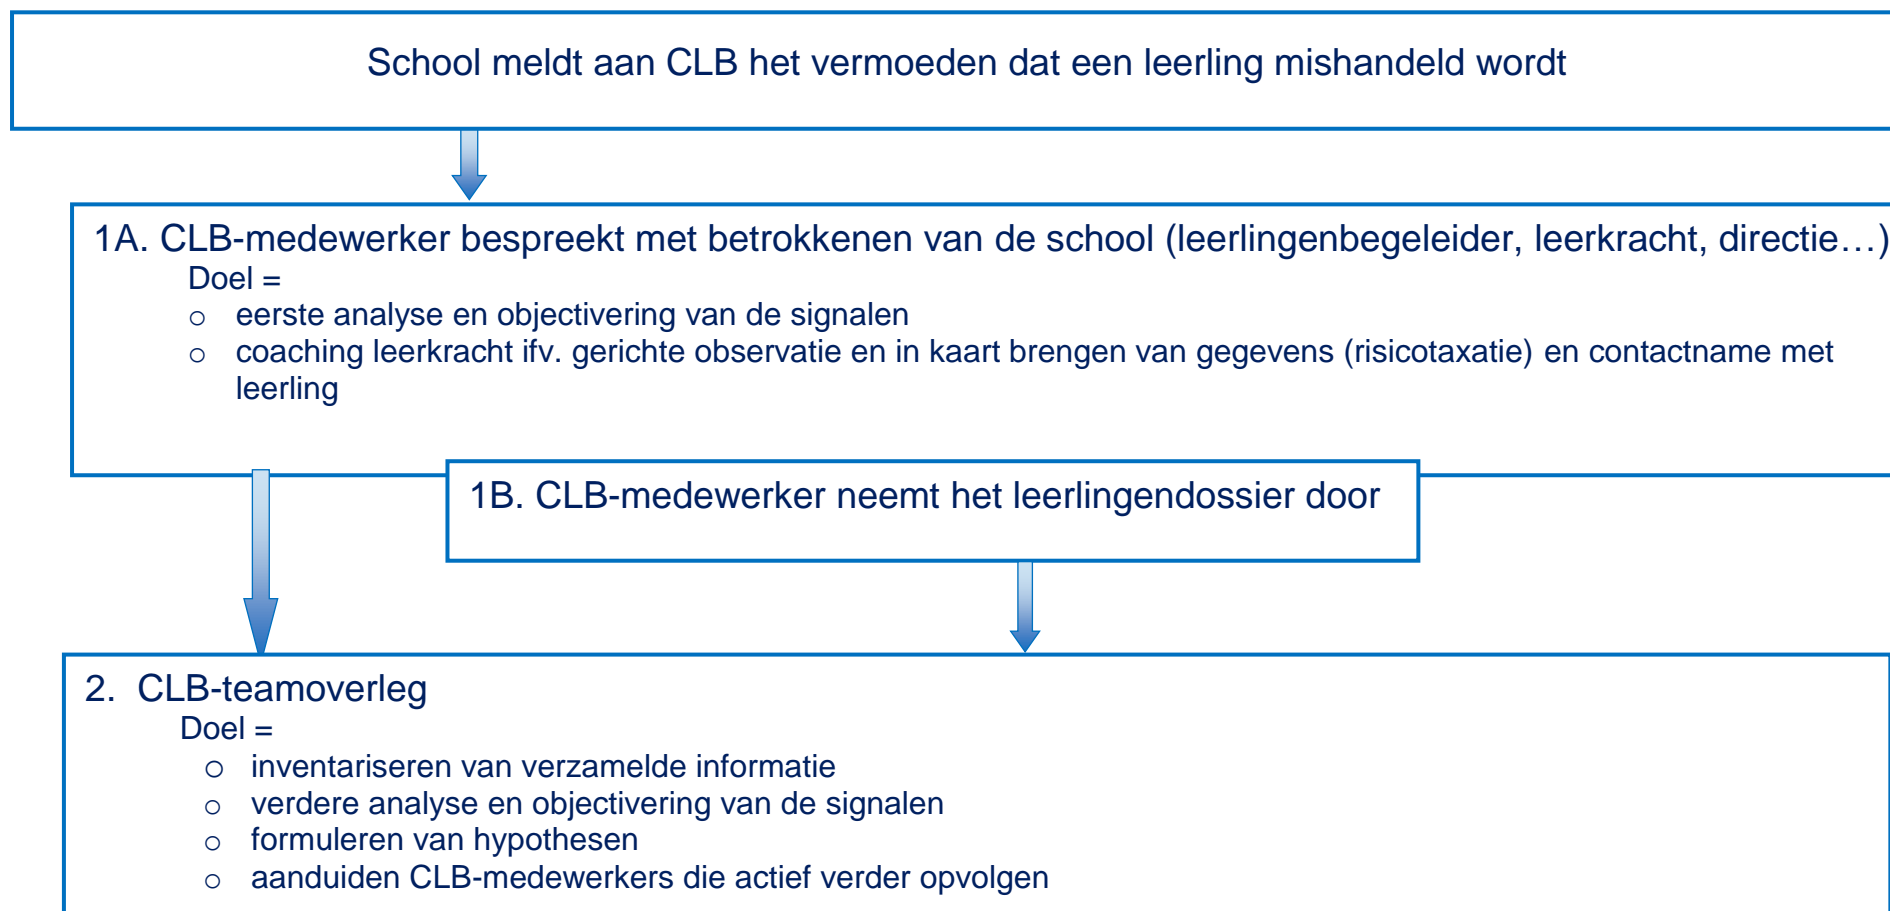 School meldt aan CLB het vermoeden dat een leerling mishandeld wordt
1A. CLB-medewerker bespreekt met betrokkenen van de school (leerlingenbegeleider, leerkracht, directie…)
Doel =
o eerste analyse en objectivering van de signalen
o coaching leerkracht ifv. gerichte observatie en in kaart brengen van gegevens (risicotaxatie) en contactname met
leerling
1B. CLB-medewerker neemt het leerlingendossier door
2. CLB-teamoverleg
Doel =
o inventariseren van verzamelde informatie
o verdere analyse en objectivering van de signalen
o formuleren van hypothesen
o aanduiden CLB-medewerkers die actief verder opvolgen